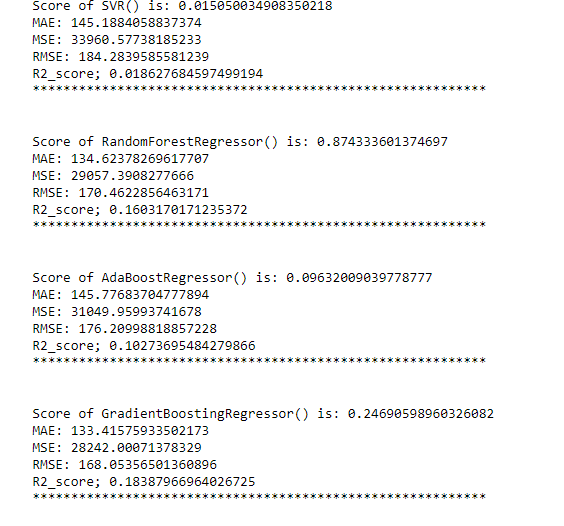 Score of SVR() is: 0.015050034908350218
MAE: 145.1884058837374
MSE: 33960.57738185233
RMSE: 184.2839585581239
R2_score; 0.018627684597499194
***********************************************************
Score of RandomForestRegressor() is: 0.874333601374697
MAE: 134.62378269617707
MSE: 29057.3908277666
RMSE: 170.4622856463171
R2_score; 0.1603170171235372
***********************************************************
Score of AdaBoostRegressor() is: 0.09632009039778777
MAE: 145.77683704777894
MSE: 31049.95993741678
RMSE: 176.20998818857228
R2_score; 0.10273695484279866
***********************************************************
Score of GradientBoostingRegressor() is: 0.24690598960326082
MAE: 133.41575933502173
MSE: 28242.00071378329
RMSE: 168.05356501360896
R2_score; 0.18387966964026725
***********************************************************